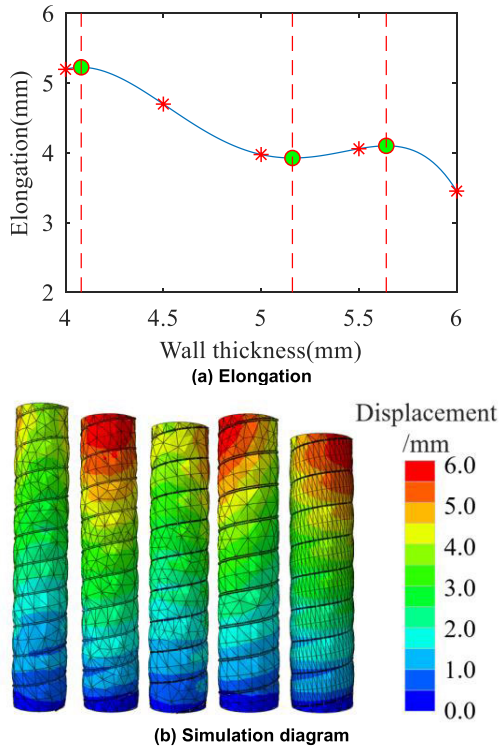 6
5
4
3
2
Elongation(mm)
4
4.5
5
5.5
6
Wall thickness(mm)
(a) Elongation
Displacement
/mm
6.0
5.0
4.0
3.0
2.0
1.0
0.0
(b) Simulation diagram